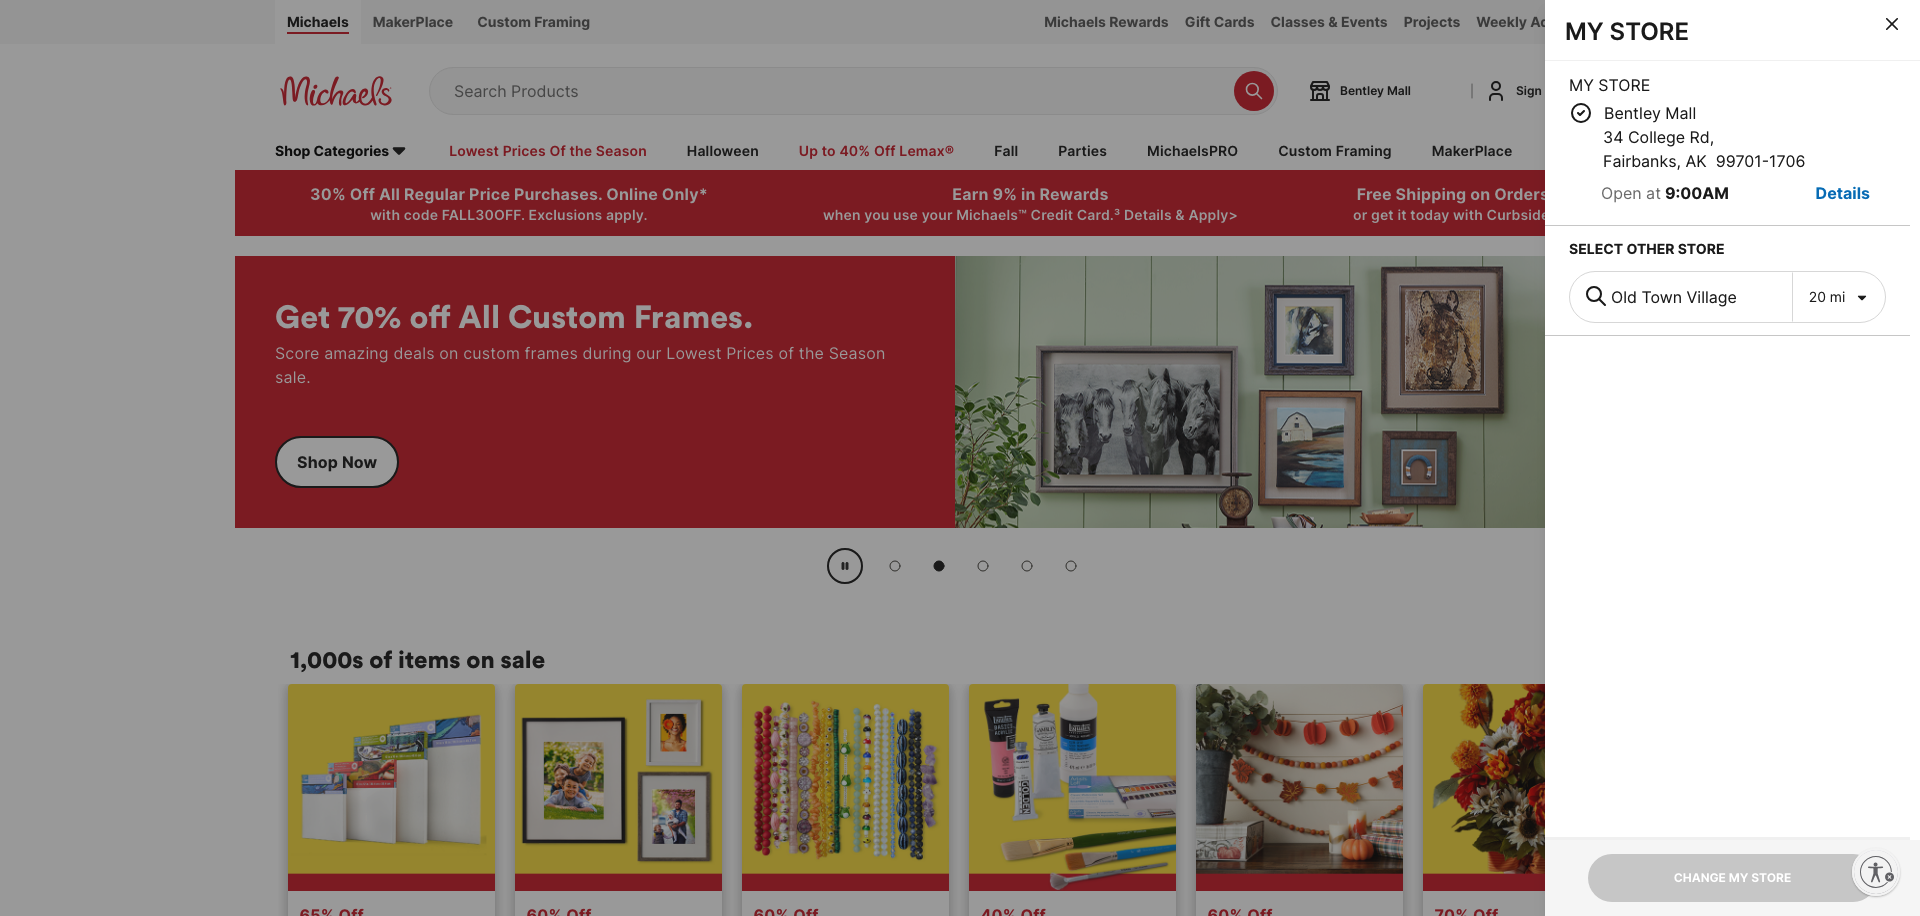 Michaels
MakerPlace
Custom Framing
Michaels Rewards
Gift Cards
Classes & Events
Projects
Weekly
Michaels
Search Products
Bentley Mall
Sign
Shop Categories
Lowest Prices Of the Season
Halloween
Up to 40% Off Lemax®
Fall
Parties
MichaelsPRO
Custom Framing
MakerPlace
30% Off All Regular Price Purchases. Online Only*
with code FALL30OFF. Exclusions apply.
Earn 9% in Rewards
when you use your Michaels™ Credit Card.³ Details & Apply>
Free Shipping on Orders
or get it today with Curbside
Get 70% off All Custom Frames.
Score amazing deals on custom frames during our Lowest Prices of the Season
sale.
Shop Now
1,000s of items on sale
65% Off
60% Off
60% Off
40% Off
60% Off
70% Off
MY STORE
MY STORE
Bentley Mall
34 College Rd,
Fairbanks, AK 99701-1706
Open at 9:00AM
Details
SELECT OTHER STORE
Old Town Village
20 mi
CHANGE MY STORE